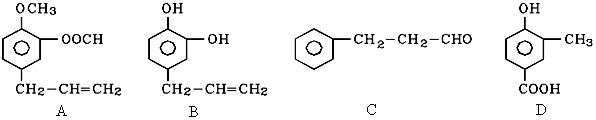 OCH₃
OOCH
CH₂-CH=CH₂
A
OH
OH
CH₂-CH=CH₂
B
CH₂-CH₂-CHO
C
OH
CH₃
COOH
D